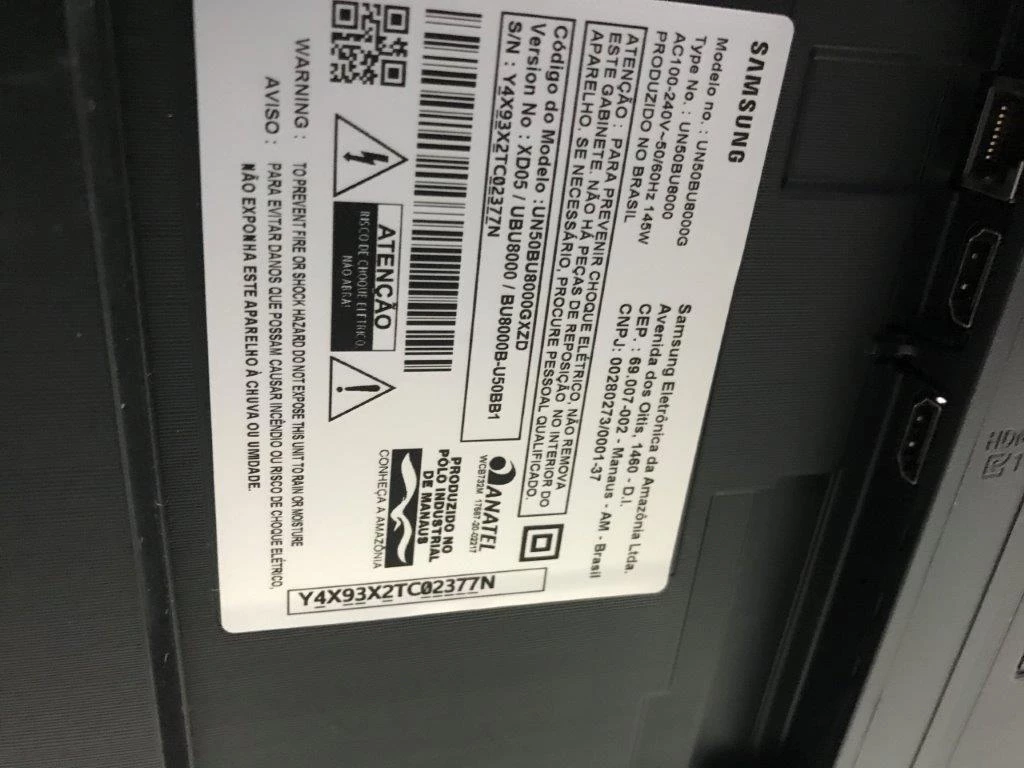 SAMSUNG
Modelo no. : UN50BU8000G
Type No. : UN50BU8000
AC100-240V~50/60Hz 145W
PRODUZIDO NO BRASIL
Samsung Eletrônica da Amazônia Ltda.
Avenida dos Oitis, 1460 - D.I.
CEP. : 69.007-002 - Manaus - AM - Brasil
CNPJ: 00280273/0001-37
ATENÇÃO : PARA PREVENIR CHOQUE ELÉTRICO, NÃO REMOVA
ESTE GABINETE. NÃO HÁ PEÇAS DE REPOSIÇÃO NO INTERIOR DO
APARELHO. SE NECESSÁRIO, PROCURE PESSOAL QUALIFICADO.
Código do Modelo :UN50BU8000GXZD
Version No : XD05 / UBU8000 / BU8000B-U50BB1
S/N : Y4X93X2TC02377N
ANATEL
WCB732M 17687-20-02317
ATENÇÃO
RISCO DE CHOQUE ELÉTRICO.
NÃO ABRA!
PRODUZIDO NO
PÓLO INDUSTRIAL
DE MANAUS
CONHEÇA A AMAZÔNIA
WARNING : TO PREVENT FIRE OR SHOCK HAZARD DO NOT EXPOSE THIS UNIT TO RAIN OR MOISTURE
AVISO : PARA EVITAR DANOS QUE POSSAM CAUSAR INCÊNDIO OU RISCO DE CHOQUE ELÉTRICO,
NÃO EXPONHA ESTE APARELHO À CHUVA OU UMIDADE.
Y4X93X2TC02377N